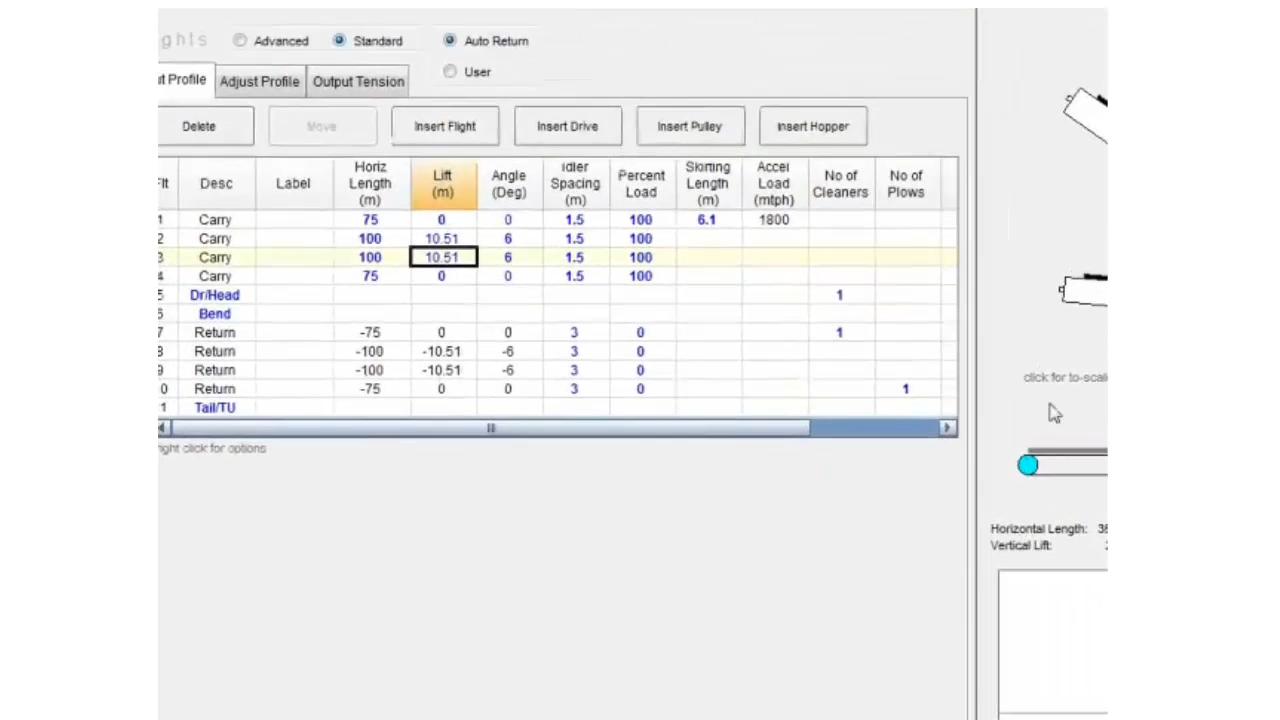 ghts Advanced Standard Auto Return
User
ut Profile Adjust Profile Output Tension
Delete Move Insert Flight Insert Drive Insert Pulley Insert Hopper
Flt Desc Label Horiz Length (m) Lift (m) Angle (Deg) Idler Spacing (m) Percent Load Skirting Length (m) Accel Load (mtph) No of Cleaners No of Plows
1 Carry 75 0 0 1.5 100 6.1 1800
2 Carry 100 10.51 6 1.5 100
3 Carry 100 10.51 6 1.5 100
4 Carry 75 0 0 1.5 100
5 Dr/Head 1
6 Bend
7 Return -75 0 0 3 0 1
8 Return -100 -10.51 -6 3 0
9 Return -100 -10.51 -6 3 0
0 Return -75 0 0 3 0 1
1 Tail/TU
right click for options
click for to-scale
Horizontal Length: 35
Vertical Lift: